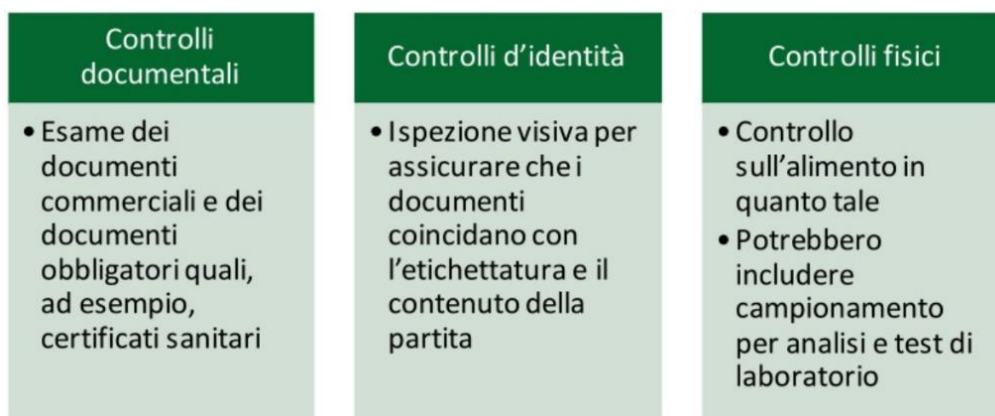 Controlli
documentali
• Esame dei
documenti
commerciali e dei
documenti
obbligatori quali,
ad esempio,
certificati sanitari
Controlli d’identità
• Ispezione visiva per
assicurare che i
documenti
coincidano con
l’etichettatura e il
contenuto della
partita
Controlli fisici
• Controllo
sull’alimento in
quanto tale
• Potrebbero
includere
campionamento
per analisi e test di
laboratorio